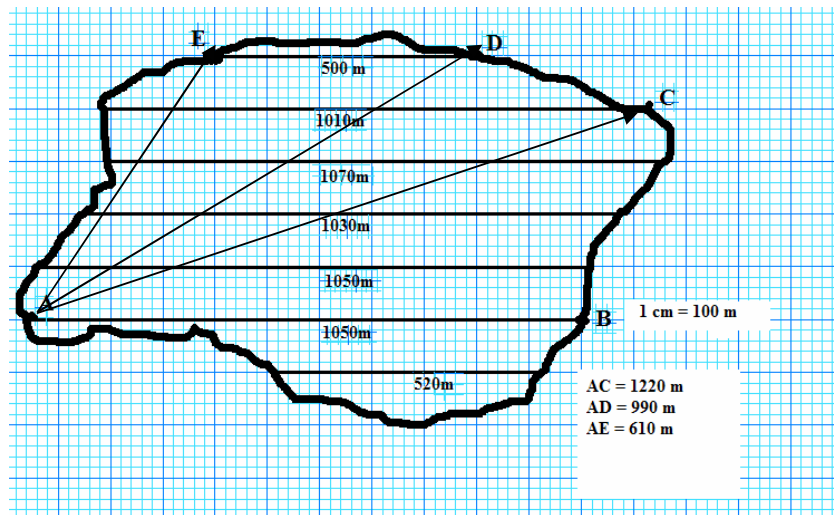 E
D
500 m
C
1010m
1070m
1030m
1050m
A
B
1 cm = 100 m
1050m
520m
AC = 1220 m
AD = 990 m
AE = 610 m